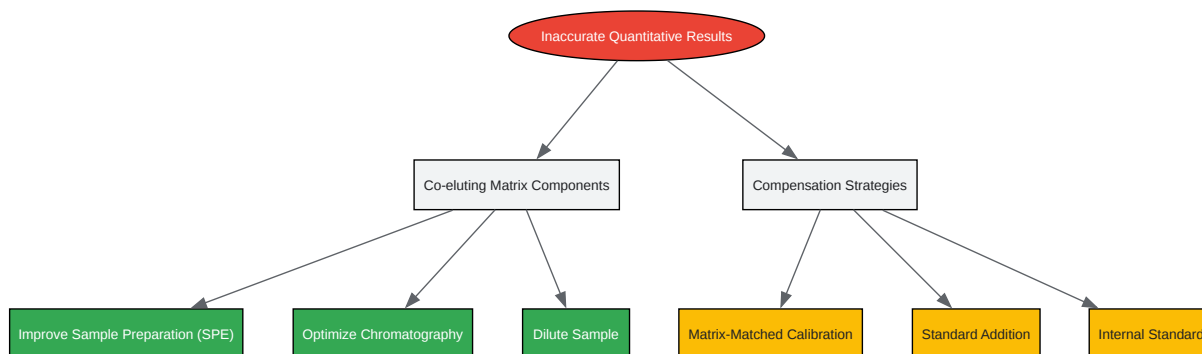 Inaccurate Quantitative Results
Co-eluting Matrix Components
Compensation Strategies
Improve Sample Preparation (SPE)
Optimize Chromatography
Dilute Sample
Matrix-Matched Calibration
Standard Addition
Internal Standard